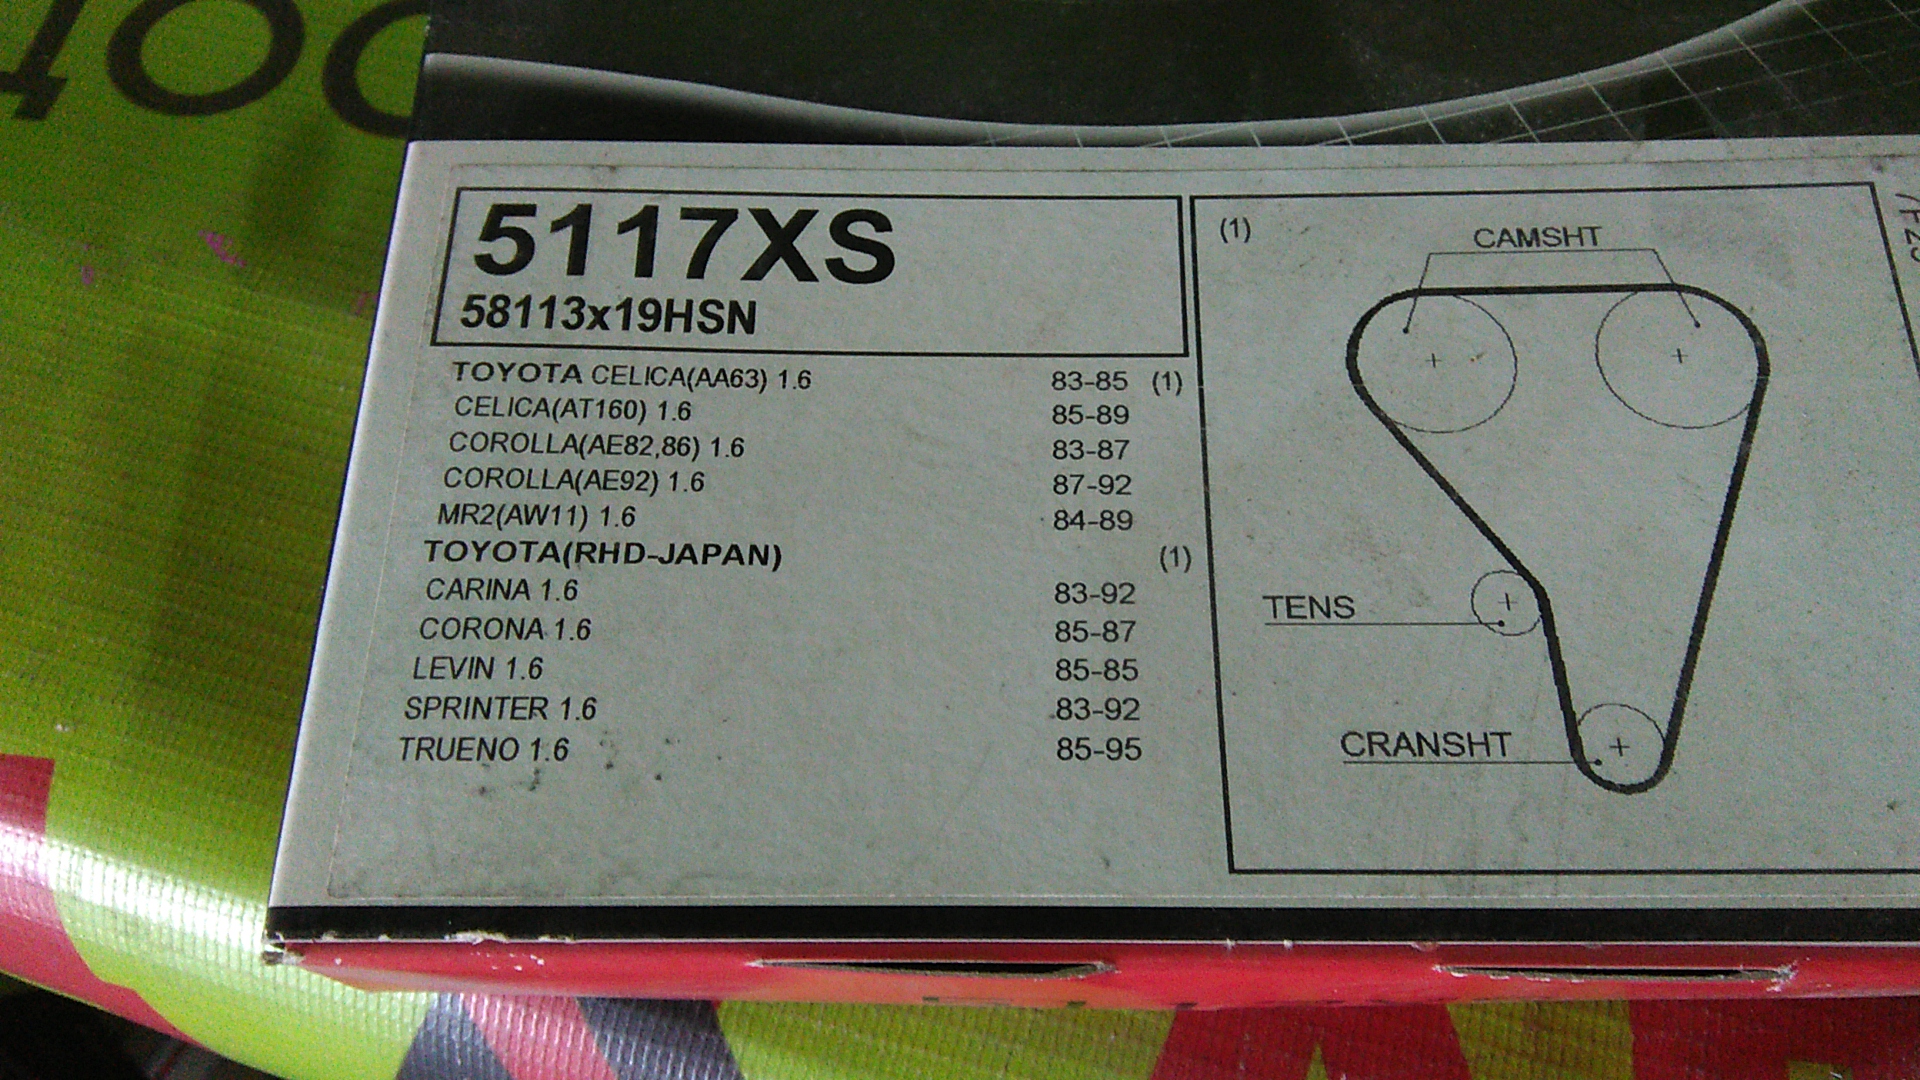 5117XS
58113x19HSN
TOYOTA CELICA(AA63) 1.6 83-85 (1)
CELICA(AT160) 1.6 85-89
COROLLA(AE82,86) 1.6 83-87
COROLLA(AE92) 1.6 87-92
MR2(AW11) 1.6 84-89
TOYOTA(RHD-JAPAN) (1)
CARINA 1.6 83-92
CORONA 1.6 85-87
LEVIN 1.6 85-85
SPRINTER 1.6 83-92
TRUENO 1.6 85-95
(1)
CAMSHT
TENS
CRANSHT